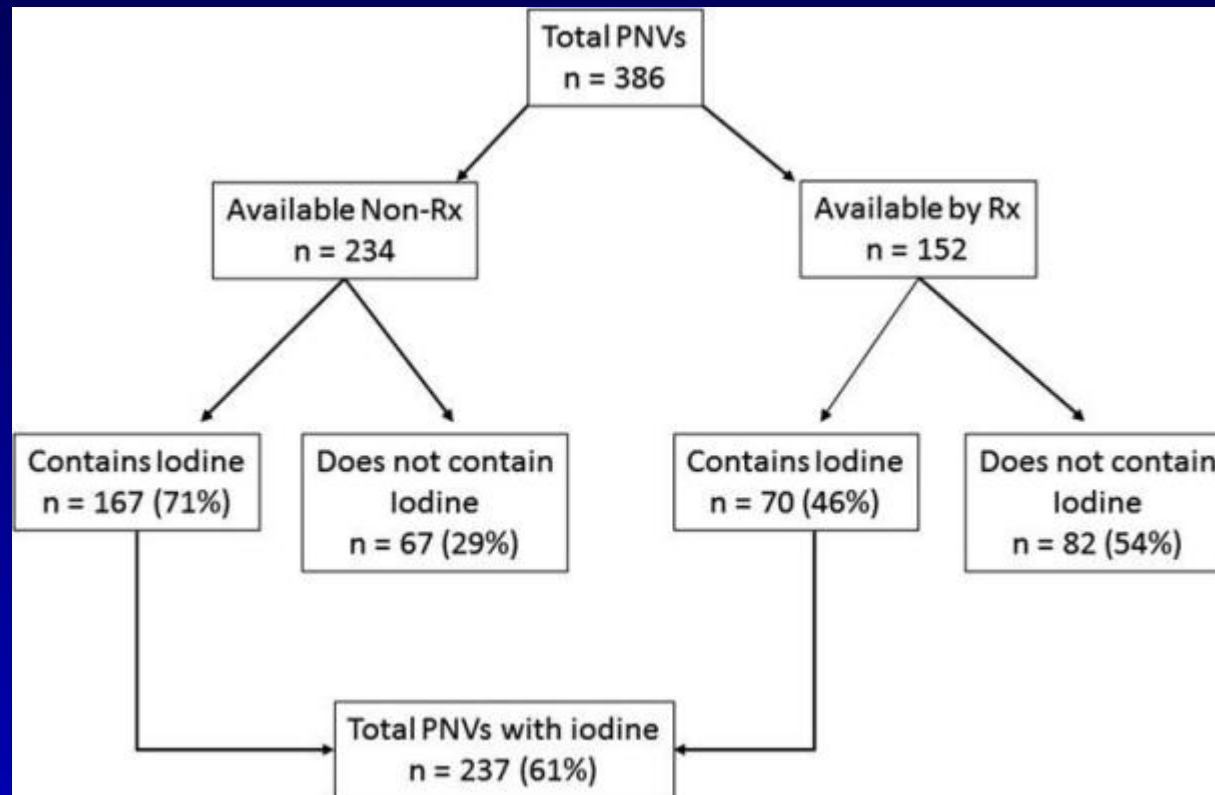 Total PNVs
n = 386
Available Non-Rx
n = 234
Available by Rx
n = 152
Contains Iodine
n = 167 (71%)
Does not contain
Iodine
n = 67 (29%)
Contains Iodine
n = 70 (46%)
Does not contain
Iodine
n = 82 (54%)
Total PNVs with iodine
n = 237 (61%)